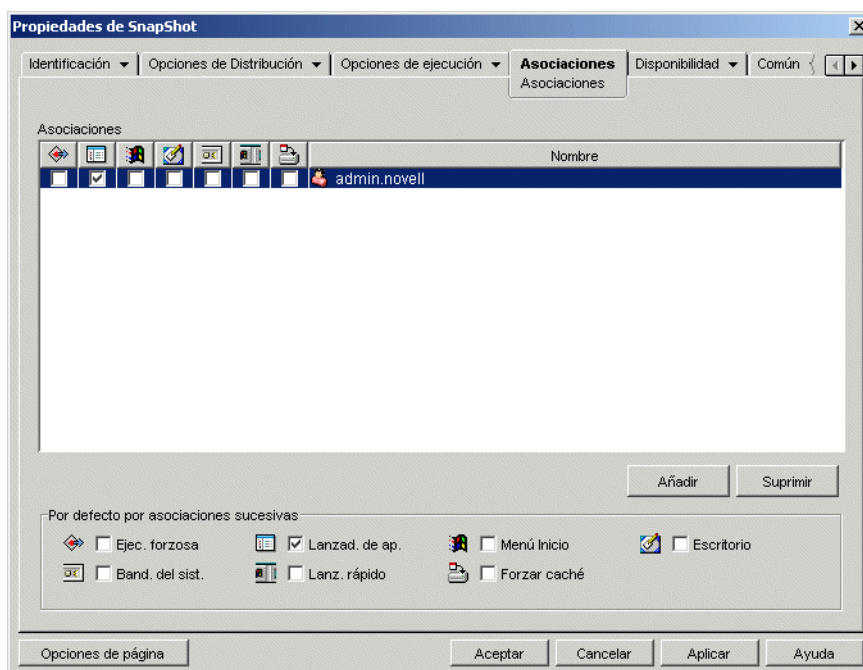 Propiedades de SnapShot
Identificación Opciones de Distribución Opciones de ejecución Asociaciones Disponibilidad Común
Asociaciones
Asociaciones
Nombre
admin.novell
Añadir Suprimir
Por defecto por asociaciones sucesivas
Ejec. forzosa Lanzad. de ap. Menú Inicio Escritorio
Band. del sist. Lanz. rápido Forzar caché
Opciones de página Aceptar Cancelar Aplicar Ayuda